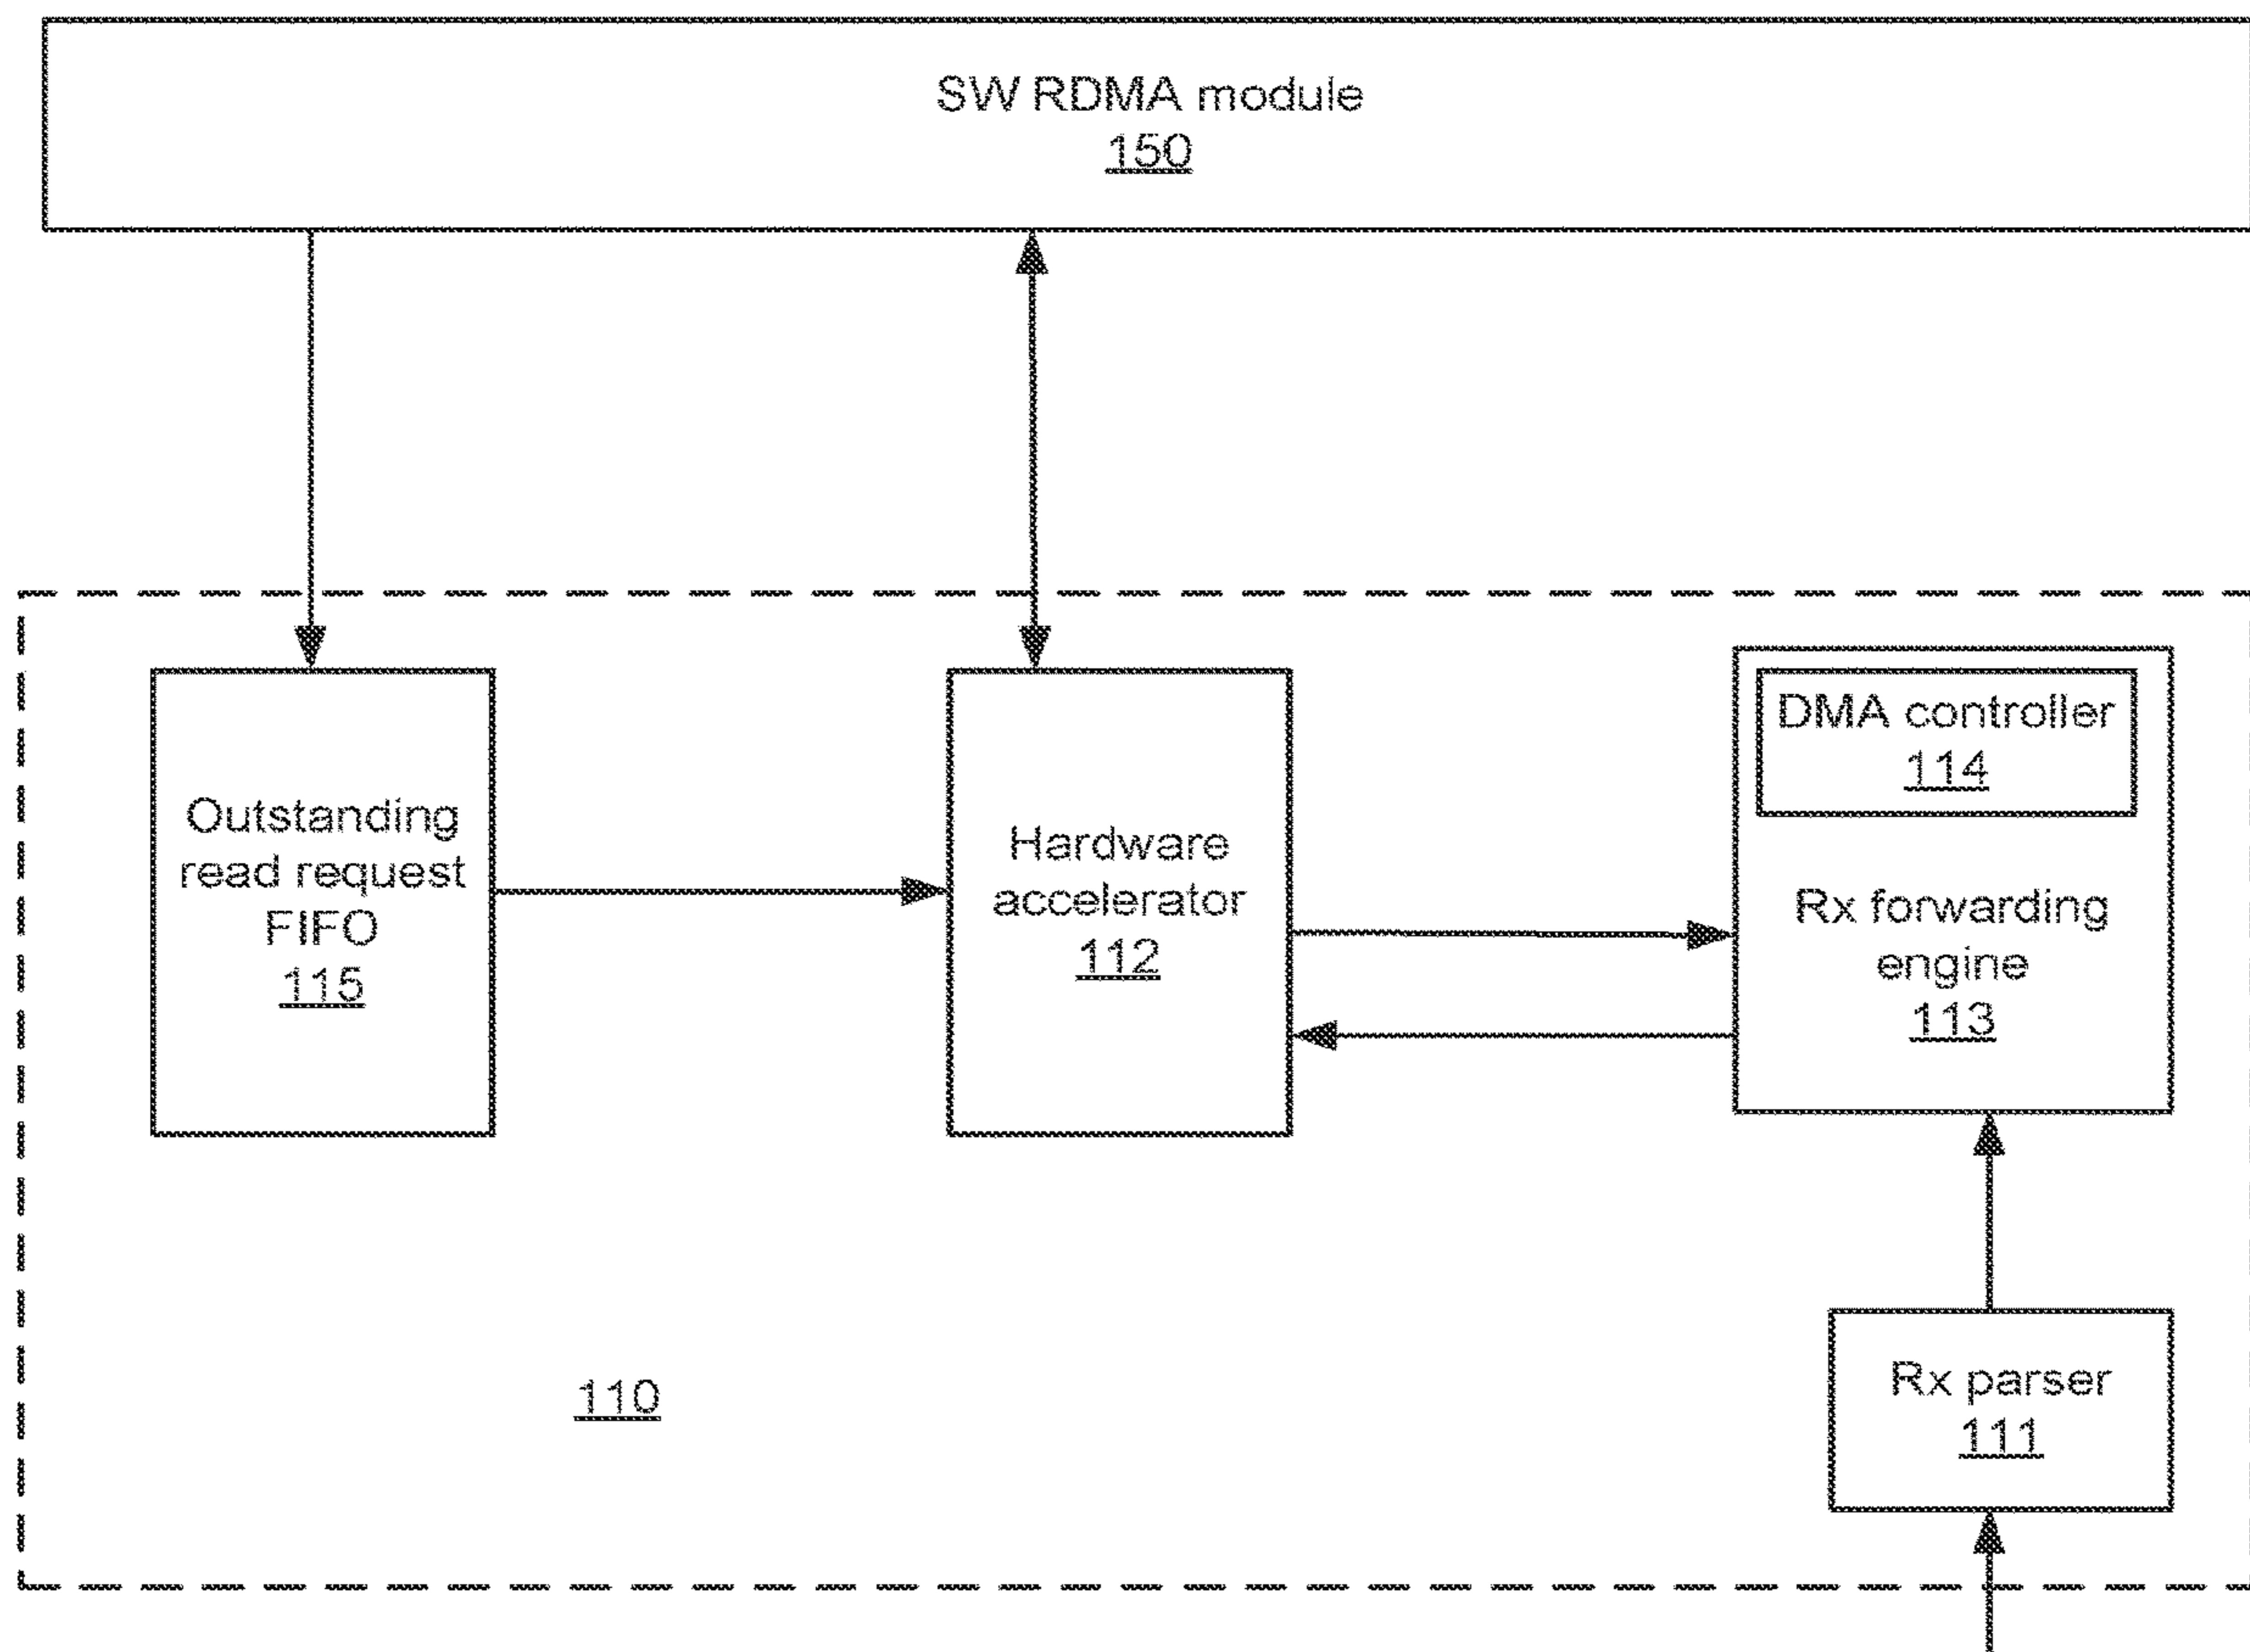 SW RDMA module
150
Outstanding
read request
FIFO
115
Hardware
accelerator
112
DMA controller
114
Rx forwarding
engine
113
110
Rx parser
111